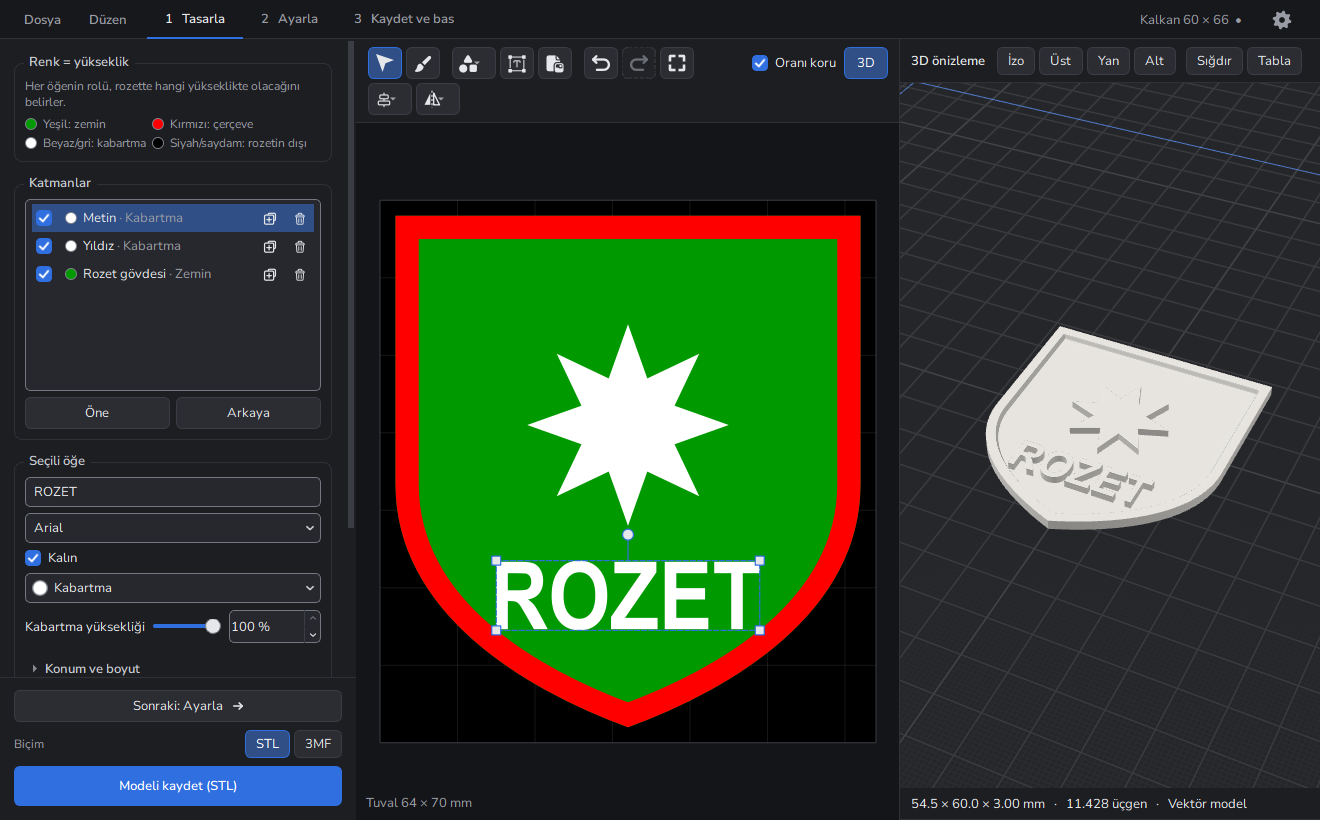 Dosya Düzen 1 Tasarla 2 Ayarla 3 Kaydet ve bas Kalkan 60 × 66 •
Renk = yükseklik
Her öğenin rolü, rozette hangi yükseklikte olacağını
belirler.
Yeşil: zemin Kırmızı: çerçeve
Beyaz/gri: kabartma Siyah/saydam: rozetin dışı
Katmanlar
Metin · Kabartma
Yıldız · Kabartma
Rozet gövdesi · Zemin
Öne Arkaya
Seçili öğe
ROZET
Arial
Kalın
Kabartma
Kabartma yüksekliği 100 %
Konum ve boyut
Sonraki: Ayarla →
Biçim STL 3MF
Modeli kaydet (STL)
Oranı koru 3D
ROZET
Tuval 64 × 70 mm
3D önizleme İzo Üst Yan Alt Sığdır Tabla
ROZET
54.5 × 60.0 × 3.00 mm · 11.428 üçgen · Vektör model